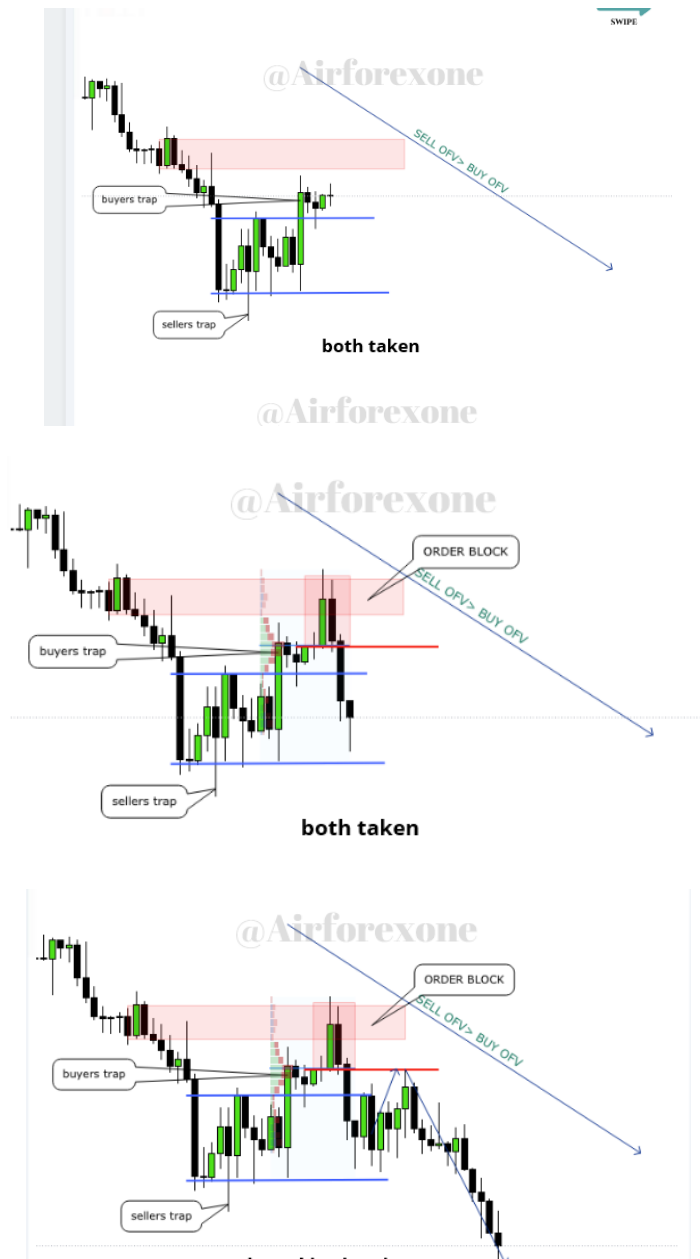 SWIPE
@Airforexone
SELL OFV> BUY OFV
buyers trap
sellers trap
both taken
@Airforexone
@Airforexone
ORDER BLOCK
SELL OFV> BUY OFV
buyers trap
sellers trap
both taken
@Airforexone
ORDER BLOCK
SELL OFV> BUY OFV
buyers trap
sellers trap